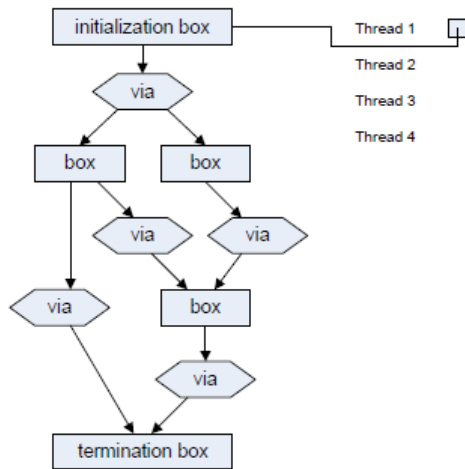 initialization box
Thread 1
Thread 2
via
Thread 3
Thread 4
box
box
via
via
via
box
via
termination box